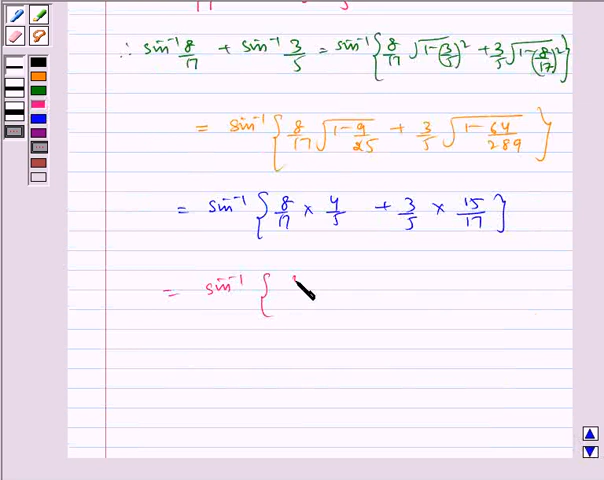 ∴ sin⁻¹ 8/17 + sin⁻¹ 3/5 = sin⁻¹ { 8/17 √(1-(3/5)²) + 3/5 √(1-(8/17)²) }
= sin⁻¹ { 8/17 √(1-9/25) + 3/5 √(1-64/289) }
= sin⁻¹ { 8/17 × 4/5 + 3/5 × 15/17 }
= sin⁻¹ {